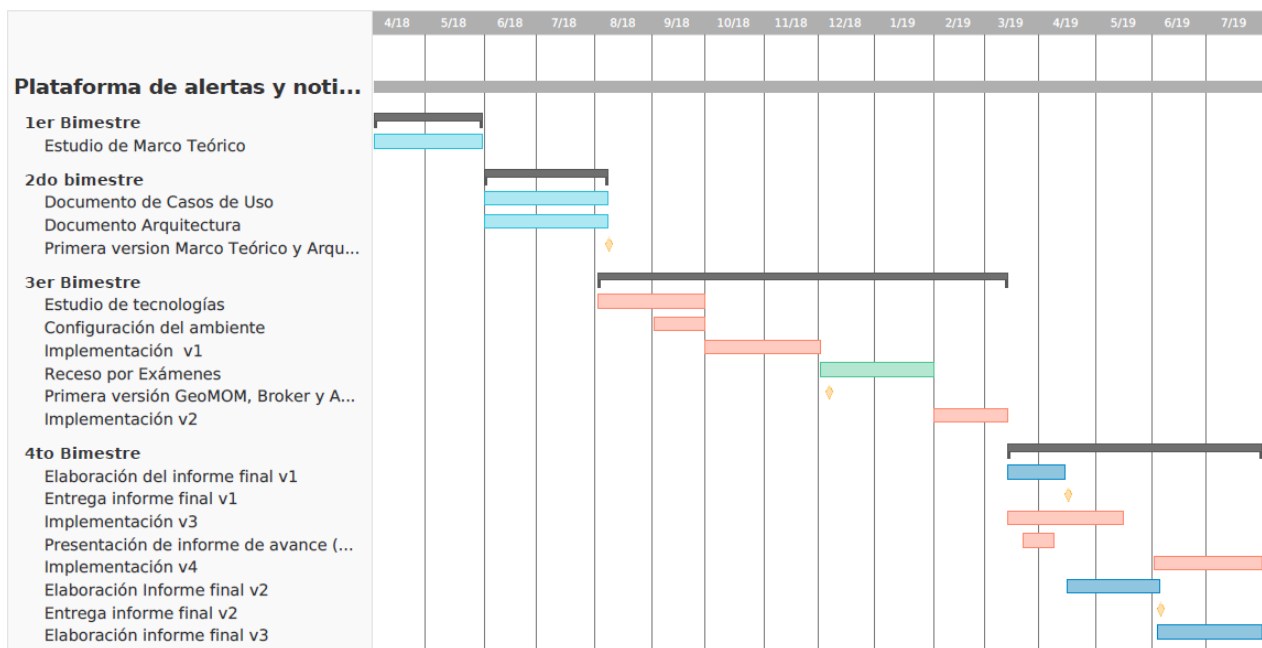 4/18 5/18 6/18 7/18 8/18 9/18 10/18 11/18 12/18 1/19 2/19 3/19 4/19 5/19 6/19 7/19
Plataforma de alertas y noti...
1er Bimestre
Estudio de Marco Teórico
2do bimestre
Documento de Casos de Uso
Documento Arquitectura
Primera version Marco Teórico y Arqu...
3er Bimestre
Estudio de tecnologías
Configuración del ambiente
Implementación v1
Receso por Exámenes
Primera versión GeoMOM, Broker y A...
Implementación v2
4to Bimestre
Elaboración del informe final v1
Entrega informe final v1
Implementación v3
Presentación de informe de avance (...
Implementación v4
Elaboración Informe final v2
Entrega informe final v2
Elaboración informe final v3